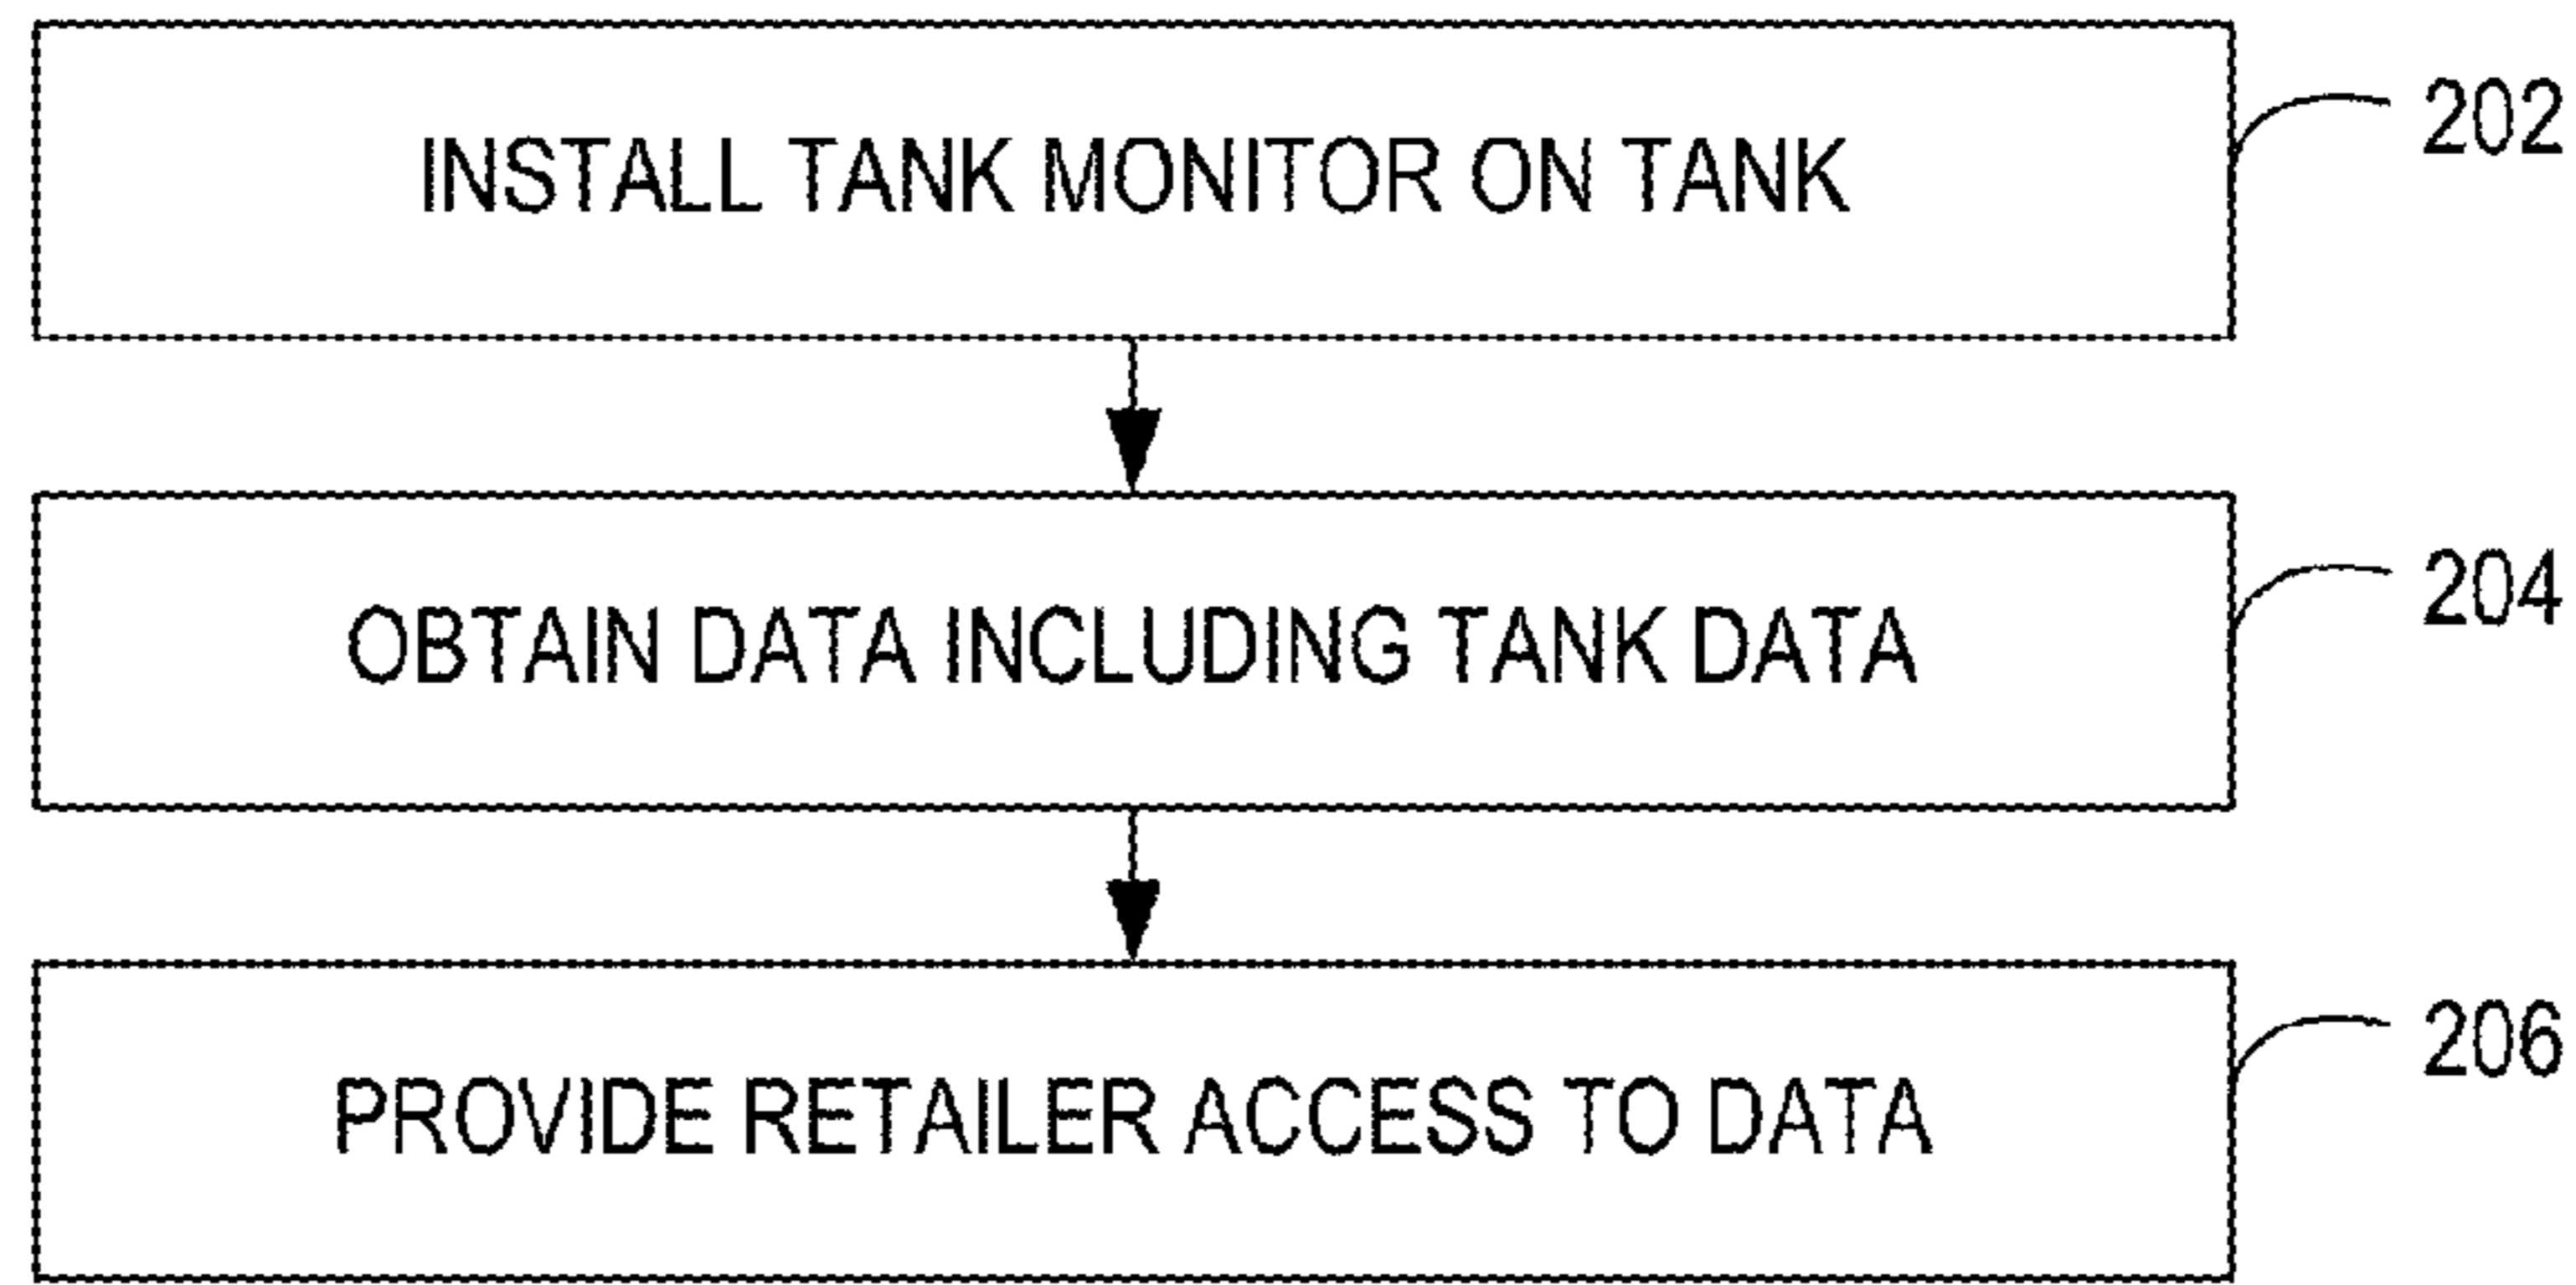 INSTALL TANK MONITOR ON TANK
202
OBTAIN DATA INCLUDING TANK DATA
204
PROVIDE RETAILER ACCESS TO DATA
206